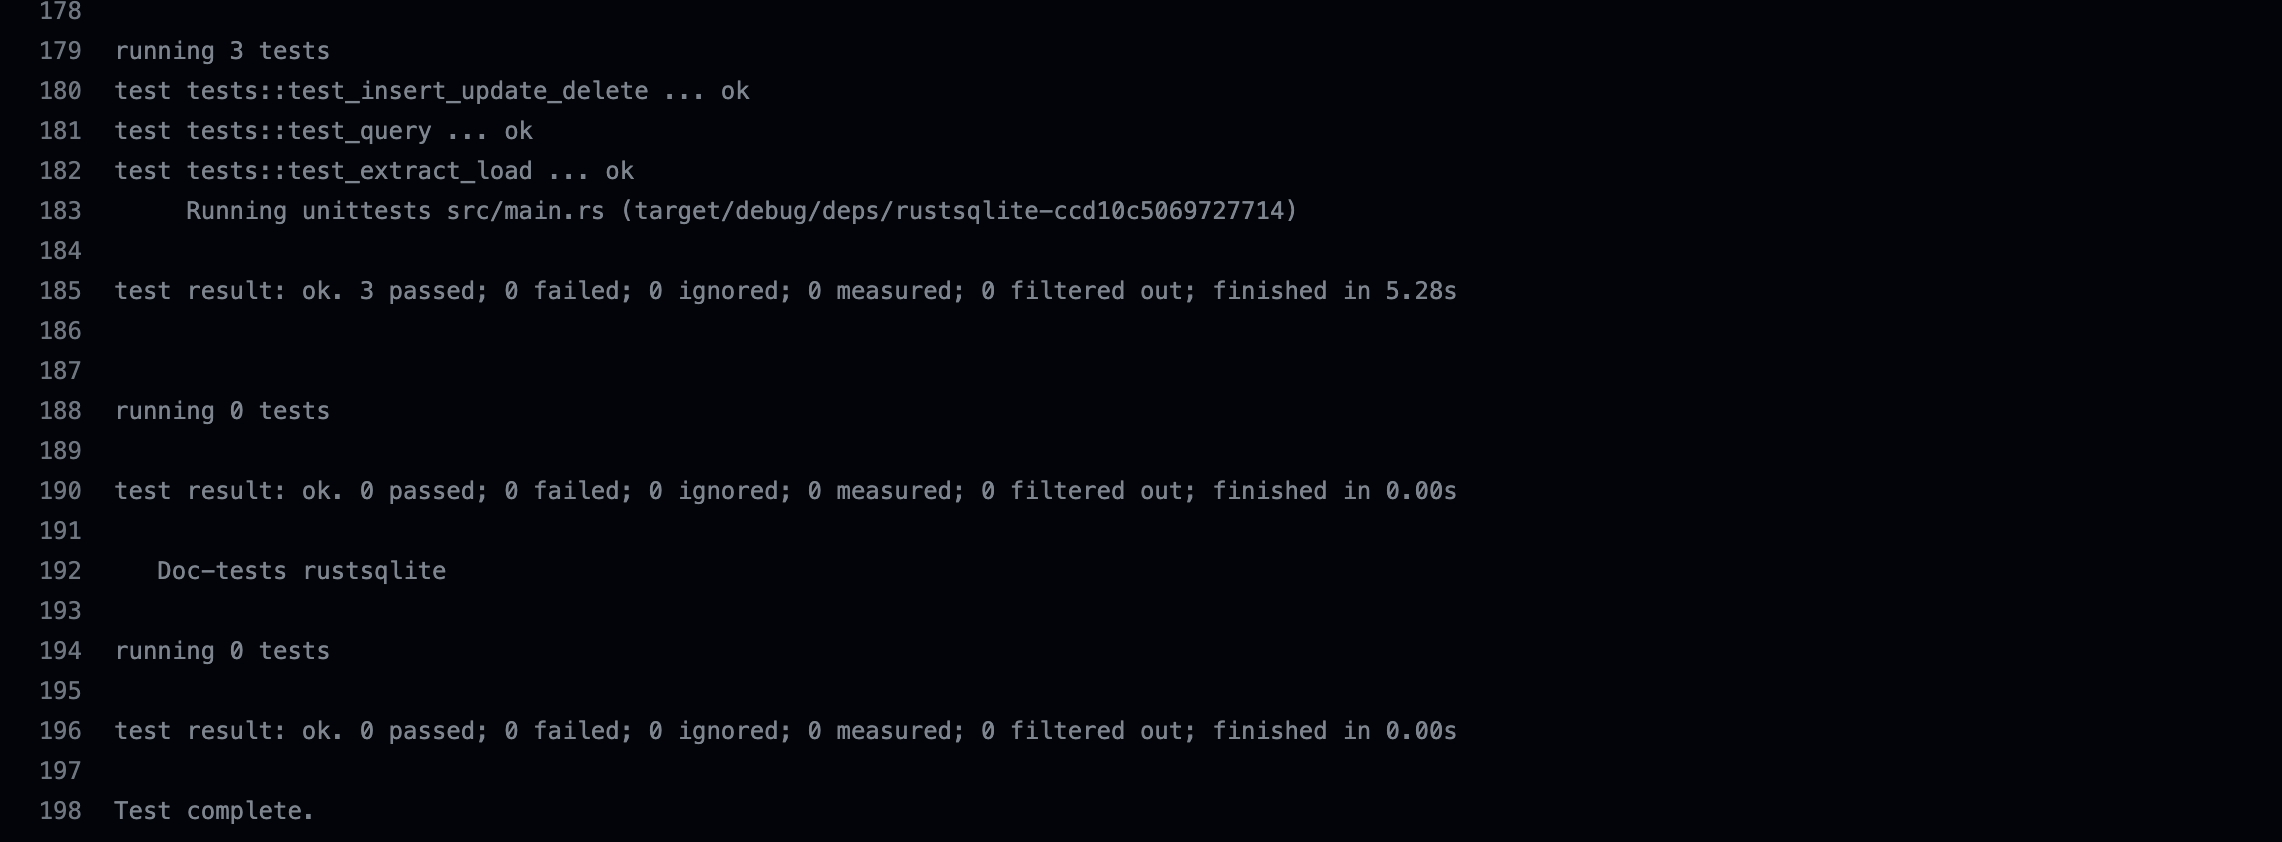 178
179 running 3 tests
180 test tests::test_insert_update_delete ... ok
181 test tests::test_query ... ok
182 test tests::test_extract_load ... ok
183 Running unittests src/main.rs (target/debug/deps/rustsqlite-ccd10c5069727714)
184
185 test result: ok. 3 passed; 0 failed; 0 ignored; 0 measured; 0 filtered out; finished in 5.28s
186
187
188 running 0 tests
189
190 test result: ok. 0 passed; 0 failed; 0 ignored; 0 measured; 0 filtered out; finished in 0.00s
191
192 Doc-tests rustsqlite
193
194 running 0 tests
195
196 test result: ok. 0 passed; 0 failed; 0 ignored; 0 measured; 0 filtered out; finished in 0.00s
197
198 Test complete.